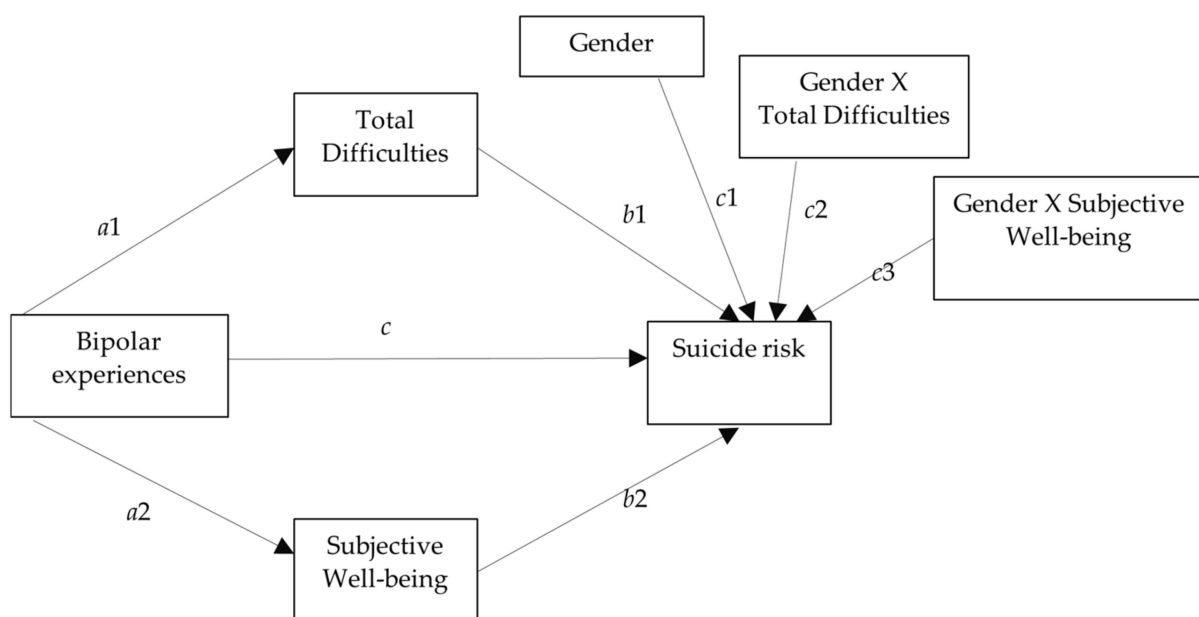 Gender
Gender X
Total Difficulties
Total
Difficulties
Gender X Subjective
Well-being
a1
b1
c1
c2
c3
Bipolar
experiences
c
Suicide risk
a2
b2
Subjective
Well-being